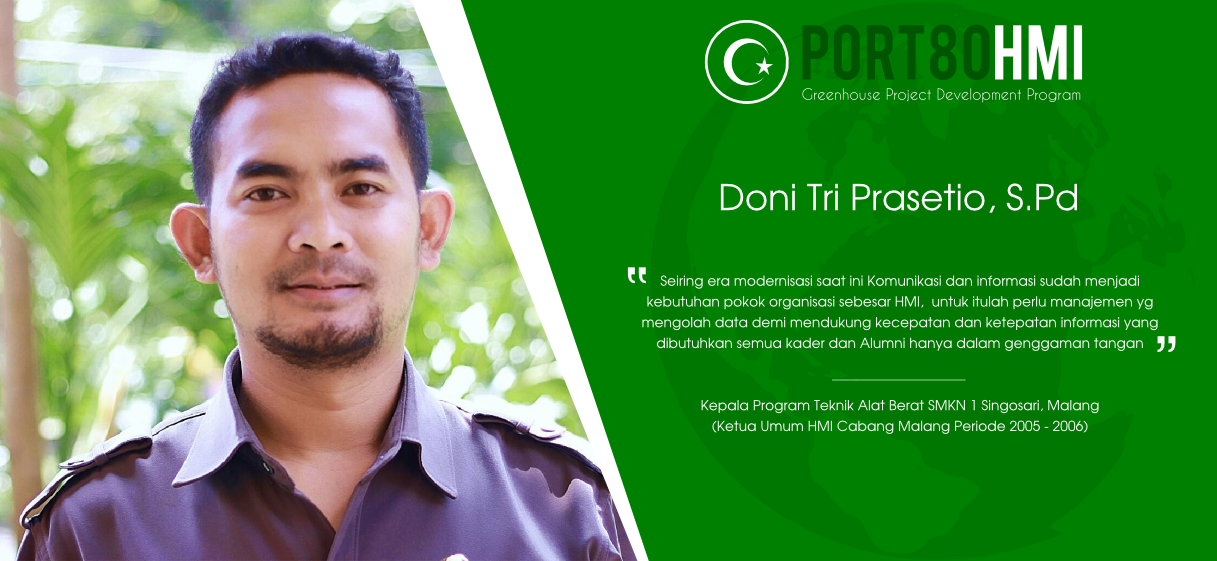 PORT80HMI
Greenhouse Project Development Program
Doni Tri Prasetio, S.Pd
" Seiring era modernisasi saat ini Komunikasi dan informasi sudah menjadi
kebutuhan pokok organisasi sebesar HMI, untuk itulah perlu manajemen yg
mengolah data demi mendukung kecepatan dan ketepatan informasi yang
dibutuhkan semua kader dan Alumni hanya dalam genggaman tangan "
Kepala Program Teknik Alat Berat SMKN 1 Singosari, Malang
(Ketua Umum HMI Cabang Malang Periode 2005 - 2006)